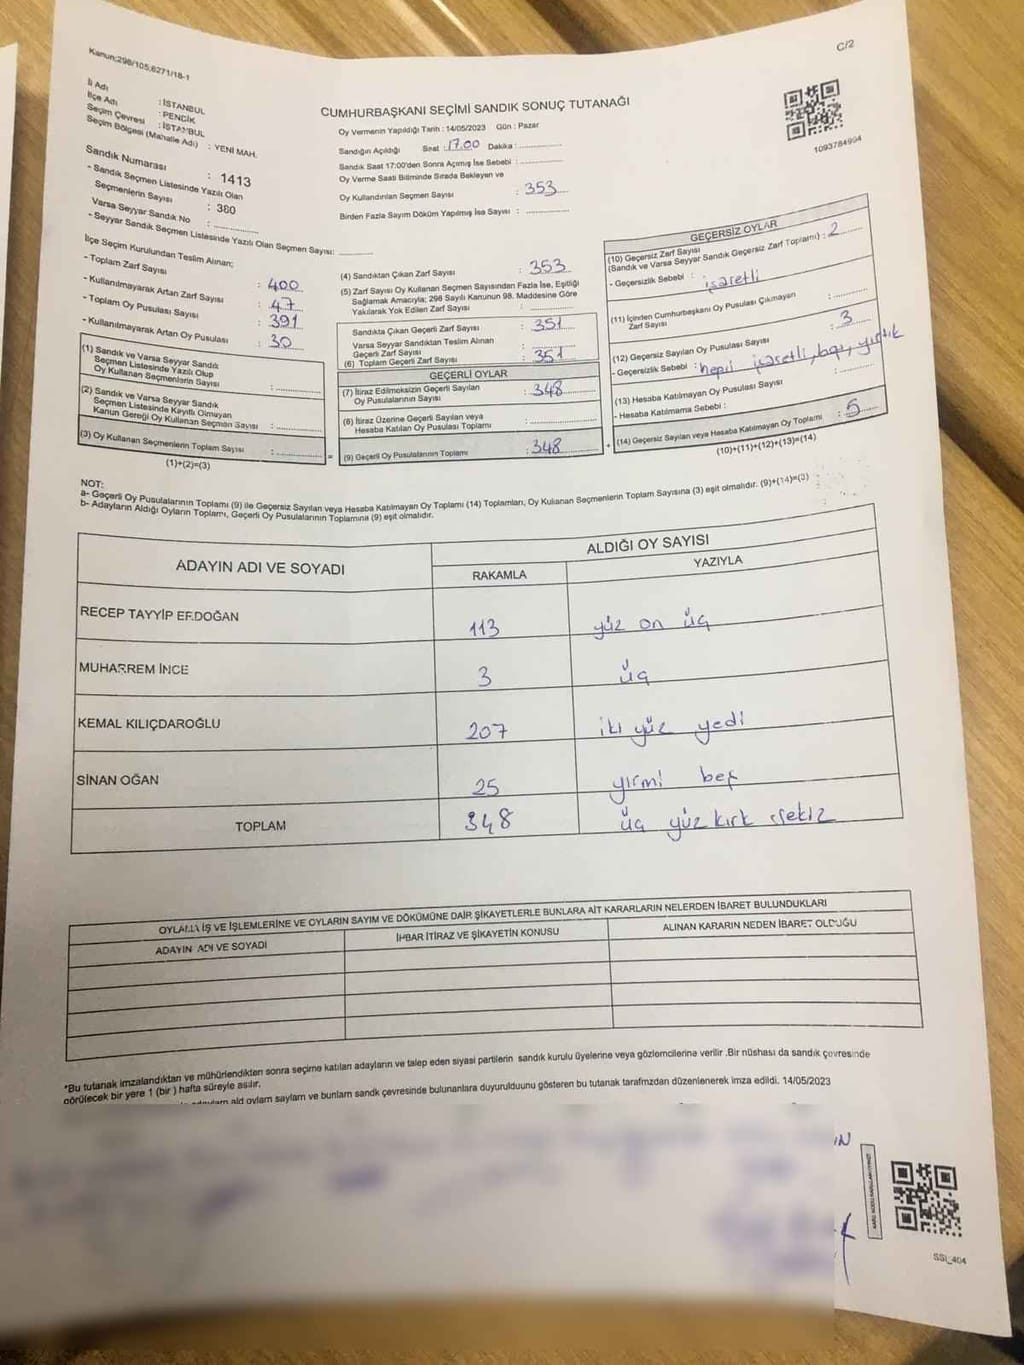 Kanun;298/105,6271/18-1
C/2
İl Adı : İSTANBUL
İlçe Adı : PENDİK
Seçim Çevresi : İSTANBUL
Seçim Bölgesi (Mahalle Adı) : YENİ MAH.
Sandık Numarası : 1413
- Sandık Seçmen Listesinde Yazılı Olan
Seçmenlerin Sayısı : 380
Varsa Seyyar Sandık No :
- Seyyar Sandık Seçmen Listesinde Yazılı Olan Seçmen Sayısı:
CUMHURBAŞKANI SEÇİMİ SANDIK SONUÇ TUTANAĞI
Oy Vermenin Yapıldığı Tarih : 14/05/2023 Gün : Pazar
Sandığın Açıldığı Saat : 17.00 Dakika :
Sandık Saat 17:00'den Sonra Açımış İse Sebebi :
Oy Verme Saati Bitiminde Sırada Bekleyen ve
Oy Kullandırılan Seçmen Sayısı : 353
Birden Fazla Sayım Döküm Yapılmış İse Sayısı :
1093784994
İlçe Seçim Kurulundan Teslim Alınan;
- Toplam Zarf Sayısı : 400
- Kullanılmayarak Artan Zarf Sayısı : 47
- Toplam Oy Pusulası Sayısı : 391
- Kullanılmayarak Artan Oy Pusulası : 30
(1) Sandık ve Varsa Seyyar Sandık
Seçmen Listesinde Yazılı Olup
Oy Kullanan Seçmenlerin Sayısı :
(2) Sandık ve Varsa Seyyar Sandık
Seçmen Listesinde Kayıtlı Olmayan
Kanun Gereği Oy Kullanan Seçmen Sayısı :
(3) Oy Kullanan Seçmenlerin Toplam Sayısı :
(1)+(2)=(3)
(4) Sandıktan Çıkan Zarf Sayısı : 353
(5) Zarf Sayısı Oy Kullanan Seçmen Sayısından Fazla İse, Eşitliği
Sağlamak Amacıyla; 298 Sayılı Kanunun 98. Maddesine Göre
Yakılarak Yok Edilen Zarf Sayısı :
Sandıkta Çıkan Geçerli Zarf Sayısı : 351
Varsa Seyyar Sandıktan Teslim Alınan
Geçerli Zarf Sayısı :
(6) Toplam Geçerli Zarf Sayısı : 351
GEÇERLİ OYLAR
(7) İtiraz Edilmeksizin Geçerli Sayılan
Oy Pusulasının Sayısı : 348
(8) İtiraz Üzerine Geçerli Sayılan veya
Hesaba Katılan Oy Pusulası Toplamı :
(9) Geçerli Oy Pusulalarının Toplamı : 348
GEÇERSİZ OYLAR
(10) Geçersiz Zarf Sayısı
(Sandık ve Varsa Seyyar Sandık Geçersiz Zarf Toplamı) : 2
- Geçersizlik Sebebi : işaretli
(11) İçinden Cumhurbaşkanı Oy Pusulası Çıkmayan
Zarf Sayısı :
(12) Geçersiz Sayılan Oy Pusulası Sayısı : 3
- Geçersizlik Sebebi : hepsi işaretli, boş, yırtık
(13) Hesaba Katılmayan Oy Pusulası Sayısı :
- Hesaba Katılmama Sebebi :
(14) Geçersiz Sayılan veya Hesaba Katılmayan Oy Toplamı : 5
(10)+(11)+(12)+(13)=(14)
NOT:
a- Geçerli Oy Pusulalarının Toplamı (9) ile Geçersiz Sayılan veya Hesaba Katılmayan Oy Toplamı (14) Toplamları, Oy Kullanan Seçmenlerin Toplam Sayısına (3) eşit olmalıdır. (9)+(14)=(3)
b- Adayların Aldığı Oyların Toplamı, Geçerli Oy Pusulalarının Toplamına (9) eşit olmalıdır.
ADAYIN ADI VE SOYADI ALDIĞI OY SAYISI
RAKAMLA YAZIYLA
RECEP TAYYİP ERDOĞAN 113 yüz on üç
MUHARREM İNCE 3 üç
KEMAL KILIÇDAROĞLU 207 iki yüz yedi
SİNAN OĞAN 25 yirmi beş
TOPLAM 348 üç yüz kırk sekiz
OYLAMA İŞ VE İŞLEMLERİNE VE OYLARIN SAYIM VE DÖKÜMÜNE DAİR ŞİKAYETLERLE BUNLARA AİT KARARLARIN NELERDEN İBARET BULUNDUKLARI
ADAYIN ADI VE SOYADI İHBAR İTİRAZ VE ŞİKAYETİN KONUSU ALINAN KARARIN NEDEN İBARET OLDUĞU
*Bu tutanak imzalandıktan ve mühürlendikten sonra seçime katılan adayların ve talep eden siyasi partilerin sandık kurulu üyelerine veya gözlemcilerine verilir .Bir nüshası da sandık çevresinde
görülecek bir yere 1 (bir ) hafta süreyle asılır.
ald oylam saylam ve bunlam sandk çevresinde bulunanlara duyurulduunu gösteren bu tutanak tarafmzdan düzenlenerek imza edildi. 14/05/2023
SSL_404